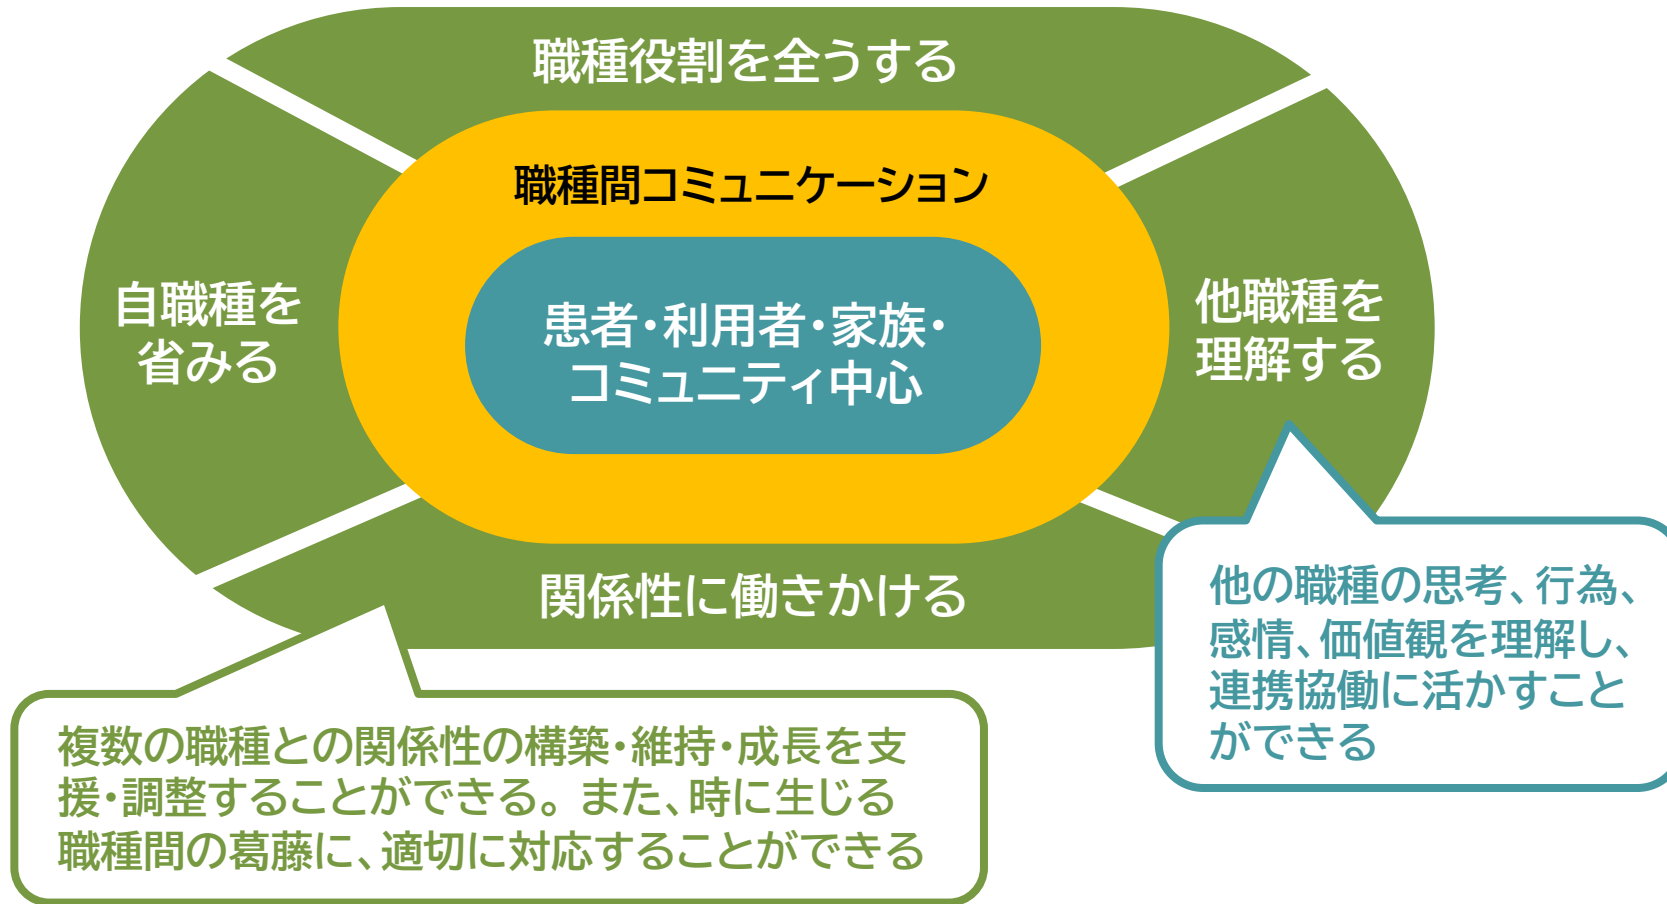 職種役割を全うする
職種間コミュニケーション
自職種を
省みる
患者・利用者・家族・
コミュニティ中心
他職種を
理解する
関係性に働きかける
他の職種の思考、行為、
感情、価値観を理解し、
連携協働に活かすこと
ができる
複数の職種との関係性の構築・維持・成長を支
援・調整することができる。また、時に生じる
職種間の葛藤に、適切に対応することができる